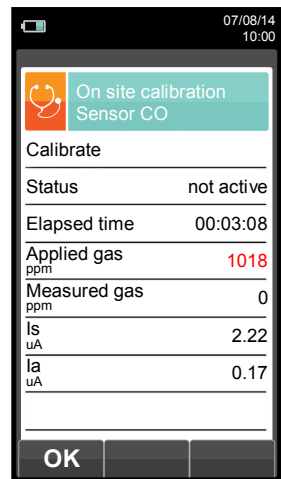 07/08/14
10:00
On site calibration
Sensor CO
Calibrate
Status not active
Elapsed time 00:03:08
Applied gas 1018
ppm
Measured gas 0
ppm
Is 2.22
uA
Ia 0.17
uA
OK